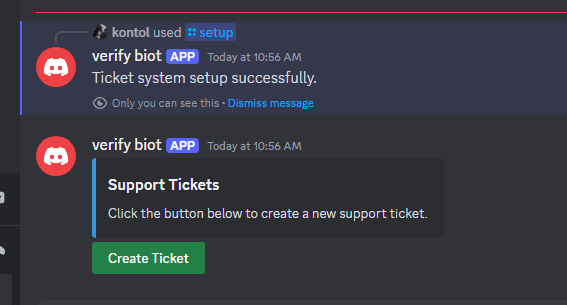 kontol used setup
verify biot APP Today at 10:56 AM
Ticket system setup successfully.
Only you can see this • Dismiss message
verify biot APP Today at 10:56 AM
Support Tickets
Click the button below to create a new support ticket.
Create Ticket